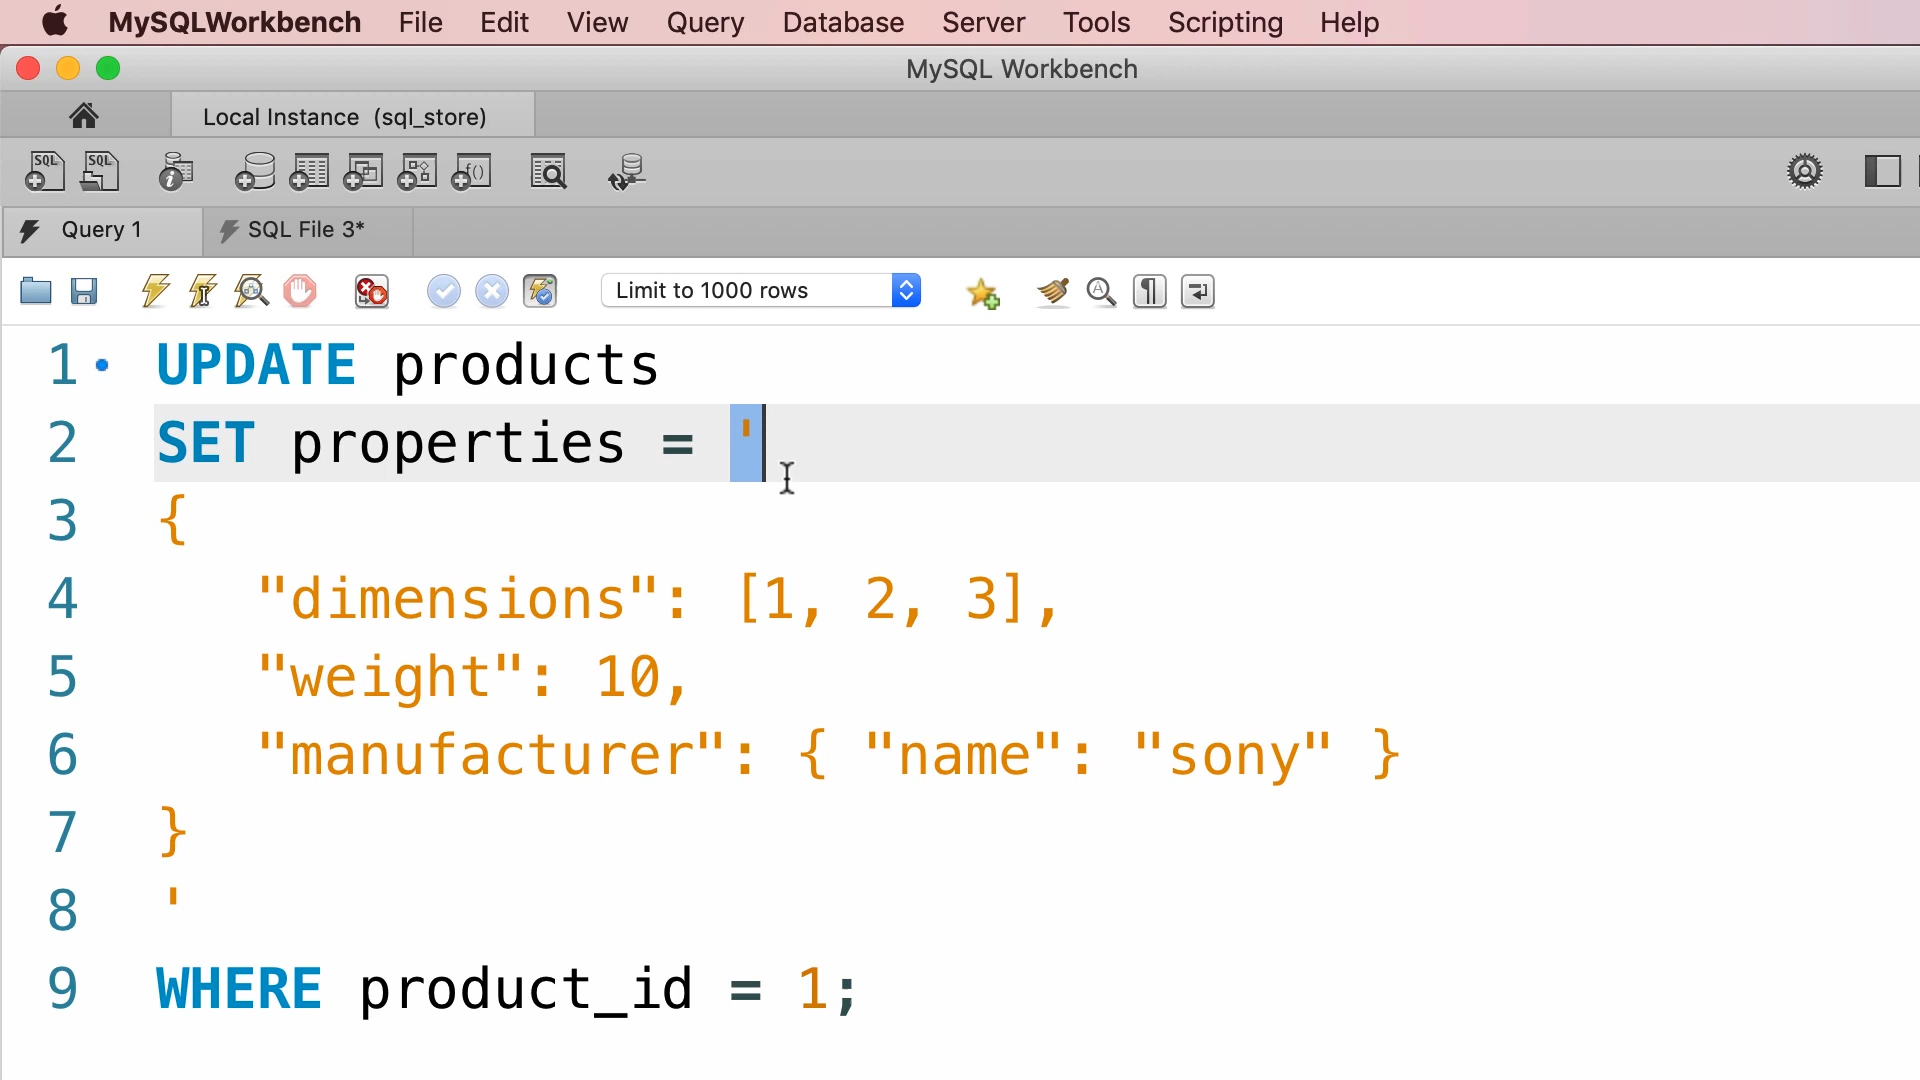 MySQLWorkbench File Edit View Query Database Server Tools Scripting Help
MySQL Workbench
Local Instance (sql_store)
SQL SQL f()
Query 1 SQL File 3*
Limit to 1000 rows
1 UPDATE products
2 SET properties = '
3 {
4 "dimensions": [1, 2, 3],
5 "weight": 10,
6 "manufacturer": { "name": "sony" }
7 }
8 '
9 WHERE product_id = 1;